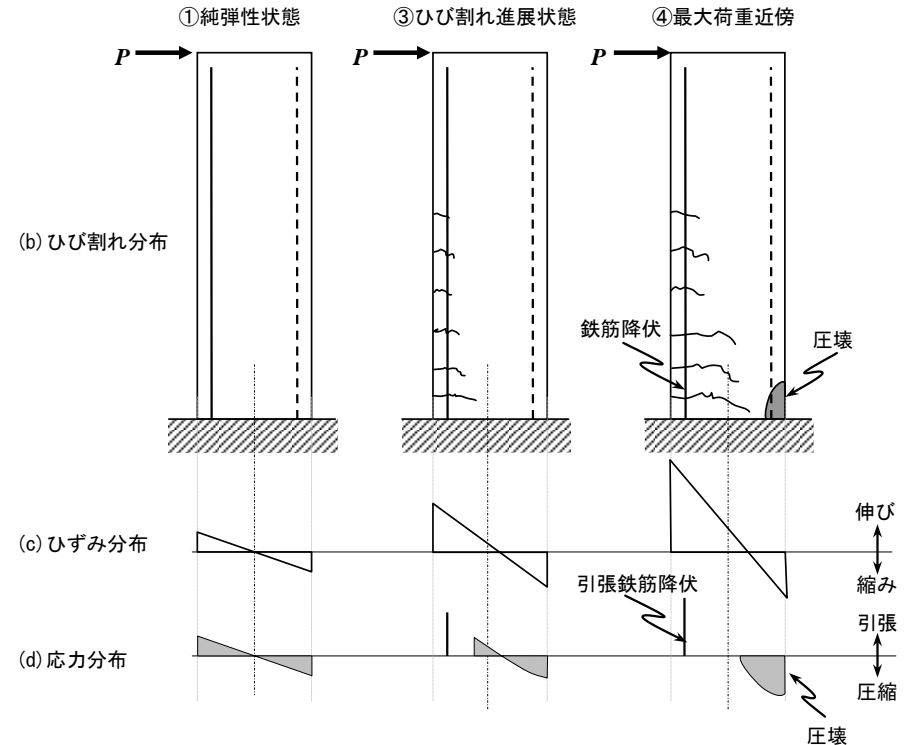 ①純弾性状態
③ひび割れ進展状態
④最大荷重近傍
P
P
P
(b)ひび割れ分布
鉄筋降伏
圧壊
(c)ひずみ分布
伸び
縮み
引張鉄筋降伏
引張
(d)応力分布
圧縮
圧壊